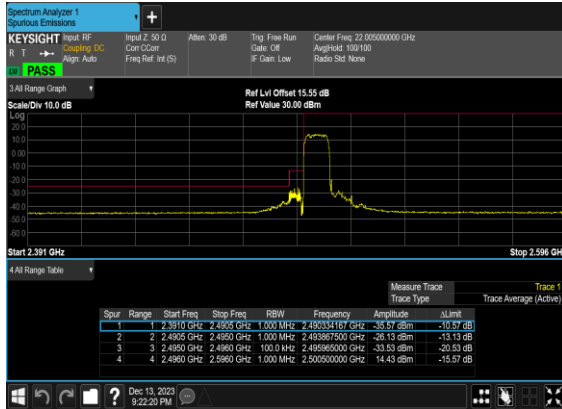 Spectrum Analyzer 1
Spurious Emissions
KEYSIGHT Input: RF Input Z: 50 Ω Atten: 30 dB Trig: Free Run Center Freq: 22.005000000 GHz
R T Coupling: DC Corr CCorr Gate: Off Avg|Hold: 100/100
Align: Auto Freq Ref: Int (S) IF Gain: Low Radio Std: None
PASS
3 All Range Graph Ref Lvl Offset 15.55 dB
Scale/Div 10.0 dB Ref Value 30.00 dBm
Log
20.0
10.0
0.00
-10.0
-20.0
-30.0
-40.0
-50.0
-60.0
Start 2.391 GHz Stop 2.596 GH
4 All Range Table
Measure Trace Trace 1
Trace Type Trace Average (Active)
Spur Range Start Freq Stop Freq RBW Frequency Amplitude ΔLimit
1 1 2.3910 GHz 2.4905 GHz 1.000 MHz 2.490334167 GHz -35.57 dBm -10.57 dB
2 2 2.4905 GHz 2.4950 GHz 1.000 MHz 2.493867500 GHz -26.13 dBm -13.13 dB
3 3 2.4950 GHz 2.4960 GHz 100.0 kHz 2.495965000 GHz -33.53 dBm -20.53 dB
4 4 2.4960 GHz 2.5960 GHz 1.000 MHz 2.500500000 GHz 14.43 dBm -15.57 dB
? Dec 13, 2023
9:22:20 PM